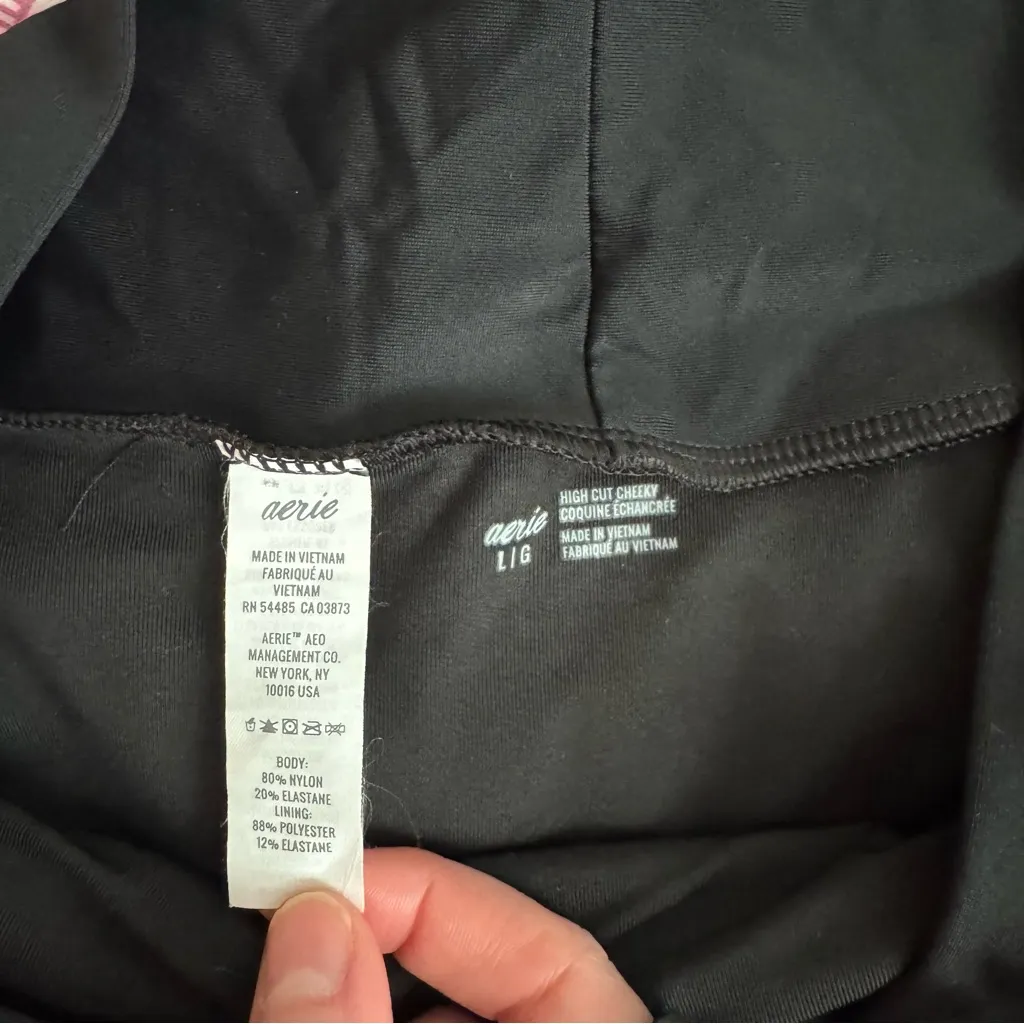 aerie
MADE IN VIETNAM
FABRIQUÉ AU
VIETNAM
RN 54485 CA 03873
AERIE™ AEO
MANAGEMENT CO.
NEW YORK, NY
10016 USA
BODY:
80% NYLON
20% ELASTANE
LINING:
88% POLYESTER
12% ELASTANE
aerie
L|G
HIGH CUT CHEEKY
COQUINE ÉCHANCRÉE
MADE IN VIETNAM
FABRIQUÉ AU VIETNAM